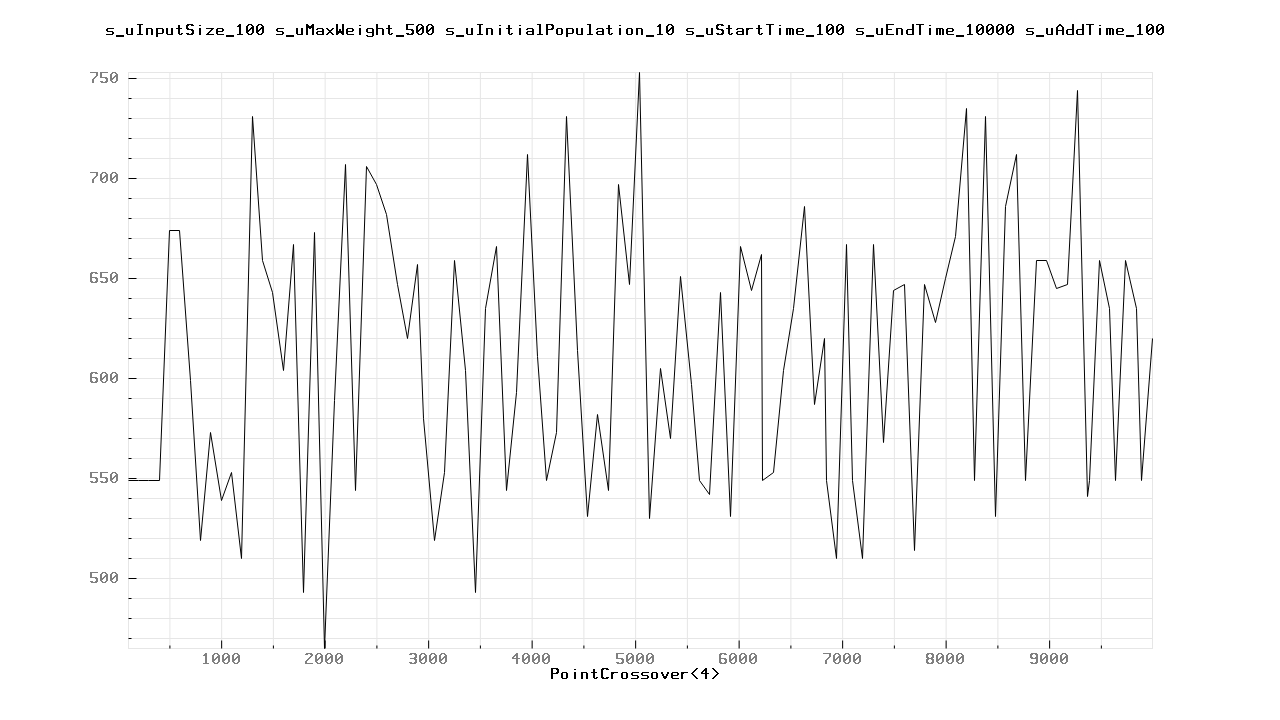 s_uInputSize_100 s_uMaxWeight_500 s_uInitialPopulation_10 s_uStartTime_100 s_uEndTime_10000 s_uAddTime_100
750
700
650
600
550
500
1000 2000 3000 4000 5000 6000 7000 8000 9000
PointCrossover<4>